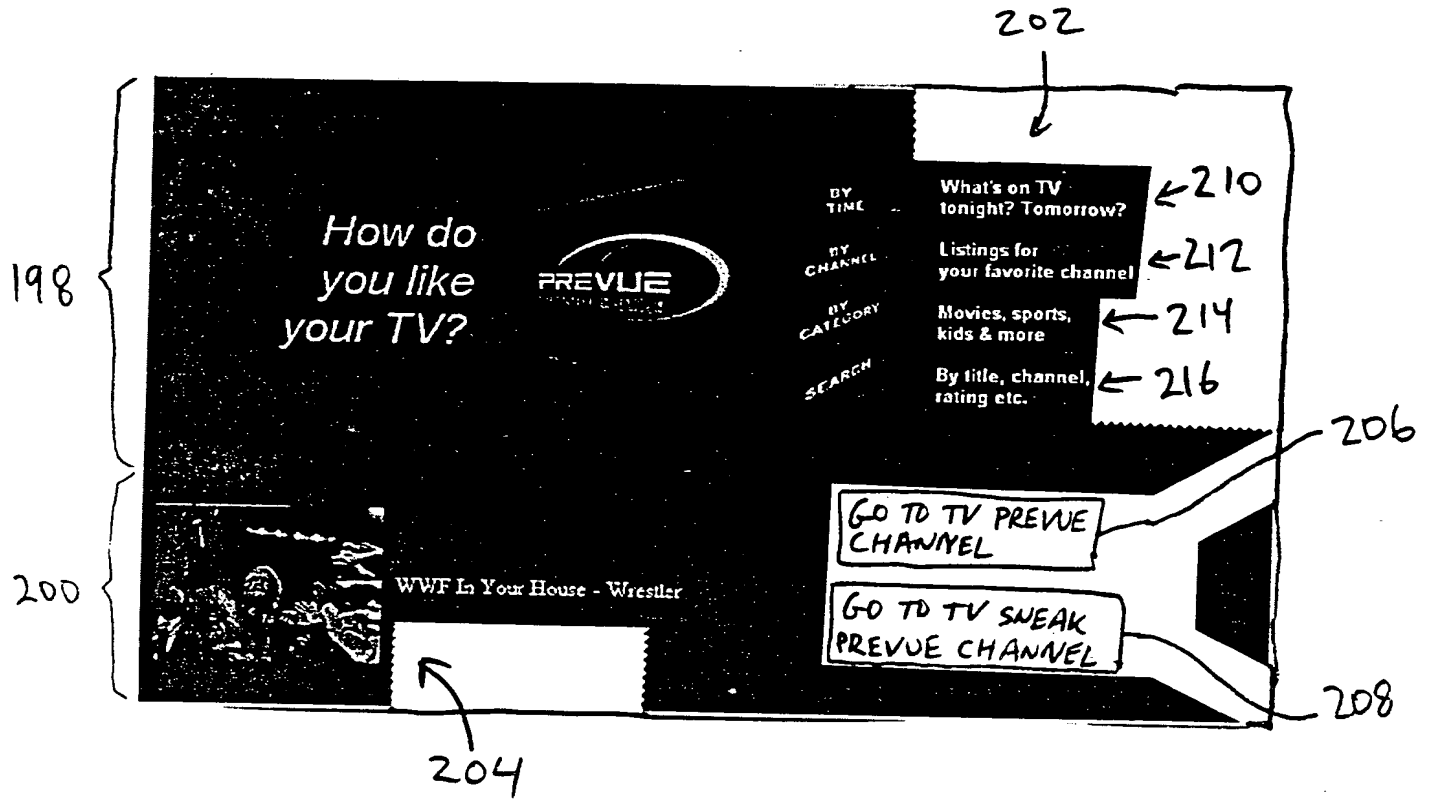 202
BY
TIME
What's on TV
tonight? Tomorrow?
210
How do
you like
your TV?
PREVUE
BY
CHANNEL
Listings for
your favorite channel
212
198
BY
CATEGORY
Movies, sports,
kids & more
214
SEARCH
By title, channel,
rating etc.
216
206
GO TO TV PREVUE
CHANNEL
WWF In Your House - Wrestler
200
GO TO TV SNEAK
PREVUE CHANNEL
208
204